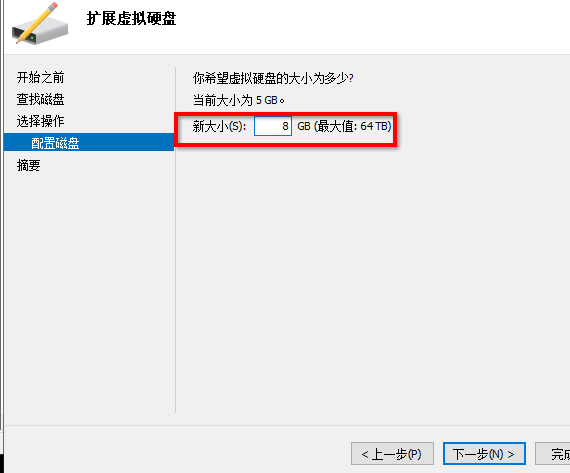 扩展虚拟硬盘
开始之前
查找磁盘
选择操作
配置磁盘
摘要
你希望虚拟硬盘的大小为多少?
当前大小为 5 GB。
新大小(S): 8 GB (最大值: 64 TB)
< 上一步(P) 下一步(N) > 完成